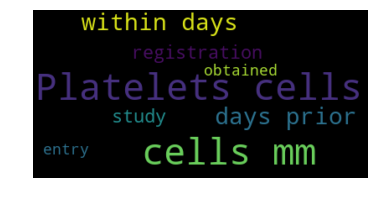 within days
registration
obtained
Platelets cells
study
days prior
entry
cells mm